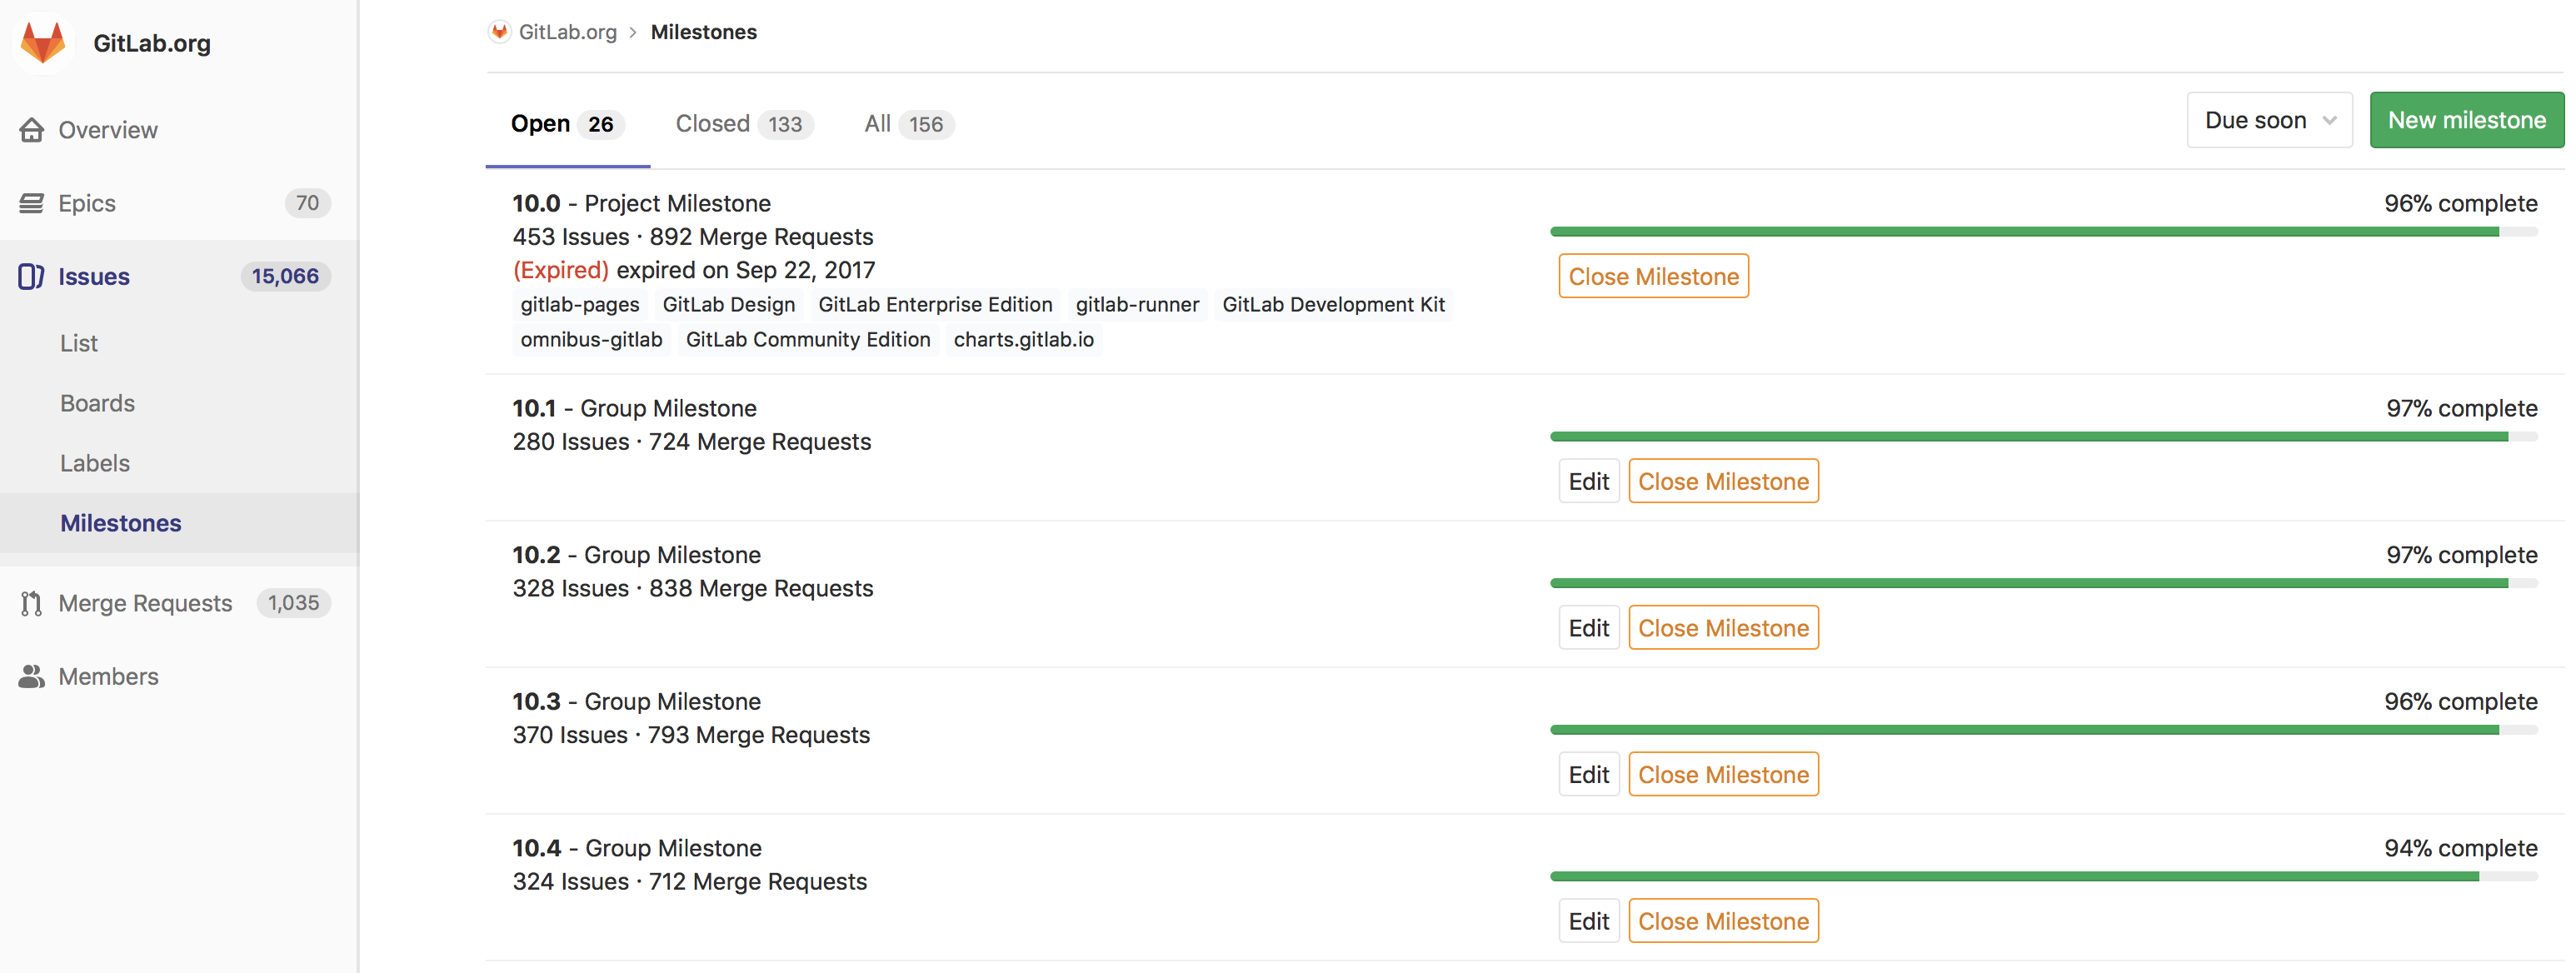 GitLab.org
Overview
Epics 70
Issues 15,066
List
Boards
Labels
Milestones
Merge Requests 1,035
Members
GitLab.org › Milestones
Open 26 Closed 133 All 156
Due soon New milestone
10.0 - Project Milestone
453 Issues · 892 Merge Requests
(Expired) expired on Sep 22, 2017
gitlab-pages GitLab Design GitLab Enterprise Edition gitlab-runner GitLab Development Kit
omnibus-gitlab GitLab Community Edition charts.gitlab.io
96% complete
Close Milestone
10.1 - Group Milestone
280 Issues · 724 Merge Requests
97% complete
Edit Close Milestone
10.2 - Group Milestone
328 Issues · 838 Merge Requests
97% complete
Edit Close Milestone
10.3 - Group Milestone
370 Issues · 793 Merge Requests
96% complete
Edit Close Milestone
10.4 - Group Milestone
324 Issues · 712 Merge Requests
94% complete
Edit Close Milestone